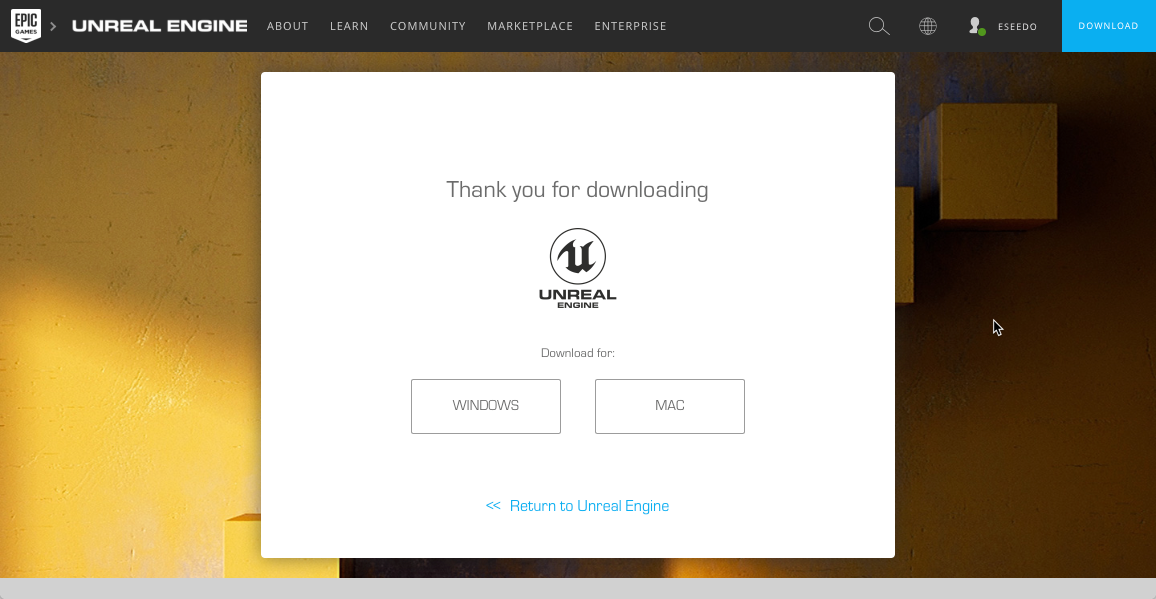 EPIC
GAMES
UNREAL ENGINE
ABOUT
LEARN
COMMUNITY
MARKETPLACE
ENTERPRISE
ESEEDO
DOWNLOAD
Thank you for downloading
UNREAL
ENGINE
Download for:
WINDOWS
MAC
<< Return to Unreal Engine